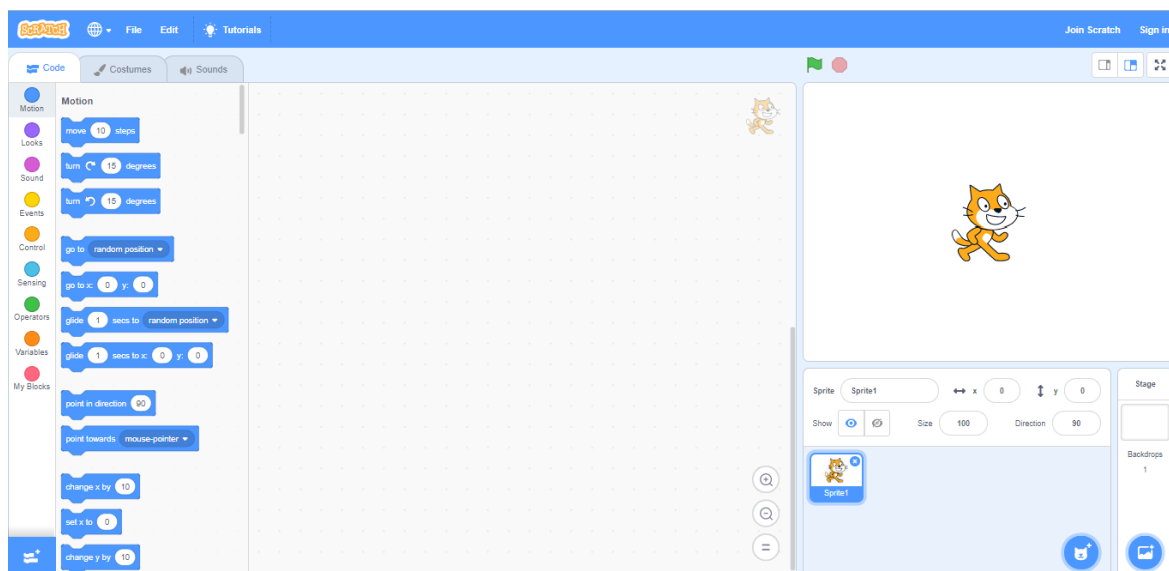 SCRATCH File Edit Tutorials Join Scratch Sign in
Code Costumes Sounds
Motion
Looks
Sound
Events
Control
Sensing
Operators
Variables
My Blocks
Motion
move 10 steps
turn 15 degrees
turn 15 degrees
go to random position
go to x: 0 y: 0
glide 1 secs to random position
glide 1 secs to x: 0 y: 0
point in direction 90
point towards mouse-pointer
change x by 10
set x to 0
change y by 10
Sprite Sprite1 x 0 y 0
Show Size 100 Direction 90
Sprite1
Stage
Backdrops
1